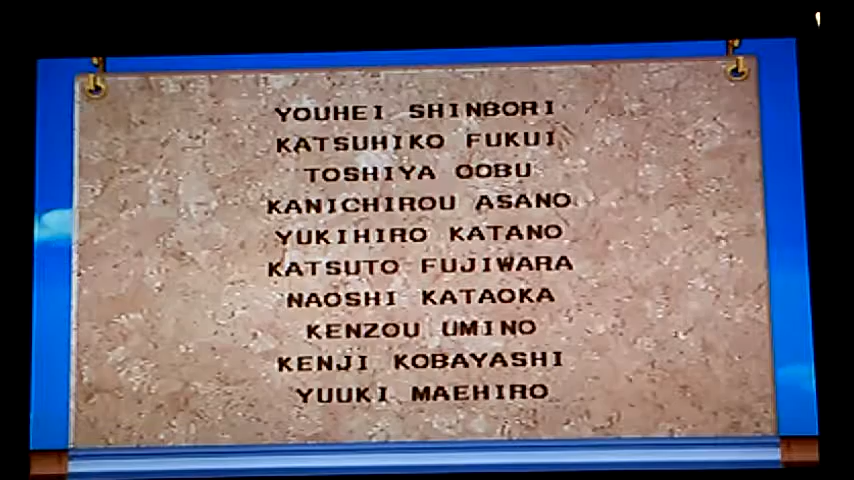 YOUHEI SHINBORI
KATSUHIKO FUKUI
TOSHIYA OOBU
KANICHIROU ASANO
YUKIHIRO KATANO
KATSUTO FUJIWARA
NAOSHI KATAOKA
KENZOU UMINO
KENJI KOBAYASHI
YUUKI MAEHIRO